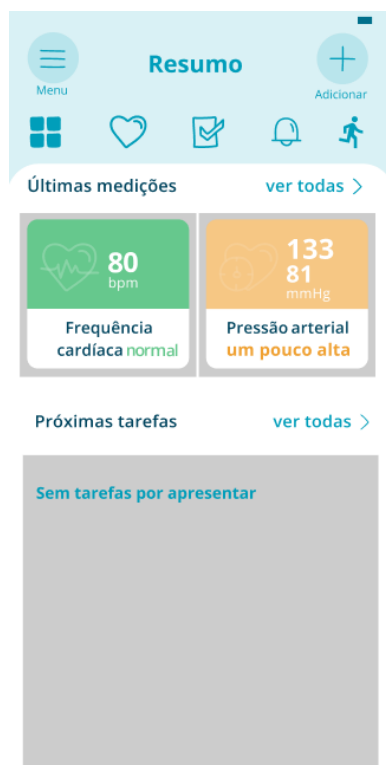 Resumo
Menu
Adicionar
Últimas medições
ver todas
80
bpm
Frequência
cardíaca normal
133
81
mmHg
Pressão arterial
um pouco alta
Próximas tarefas
ver todas
Sem tarefas por apresentar